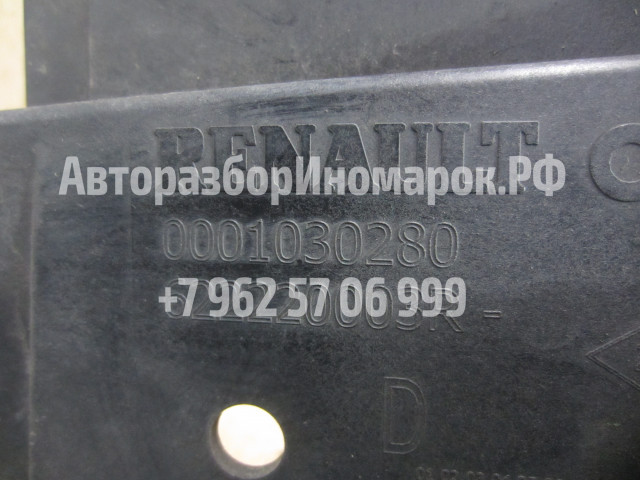 RENAULT
АвторазборИномарок.РФ
0001030280
+7 962 57 06 999
D